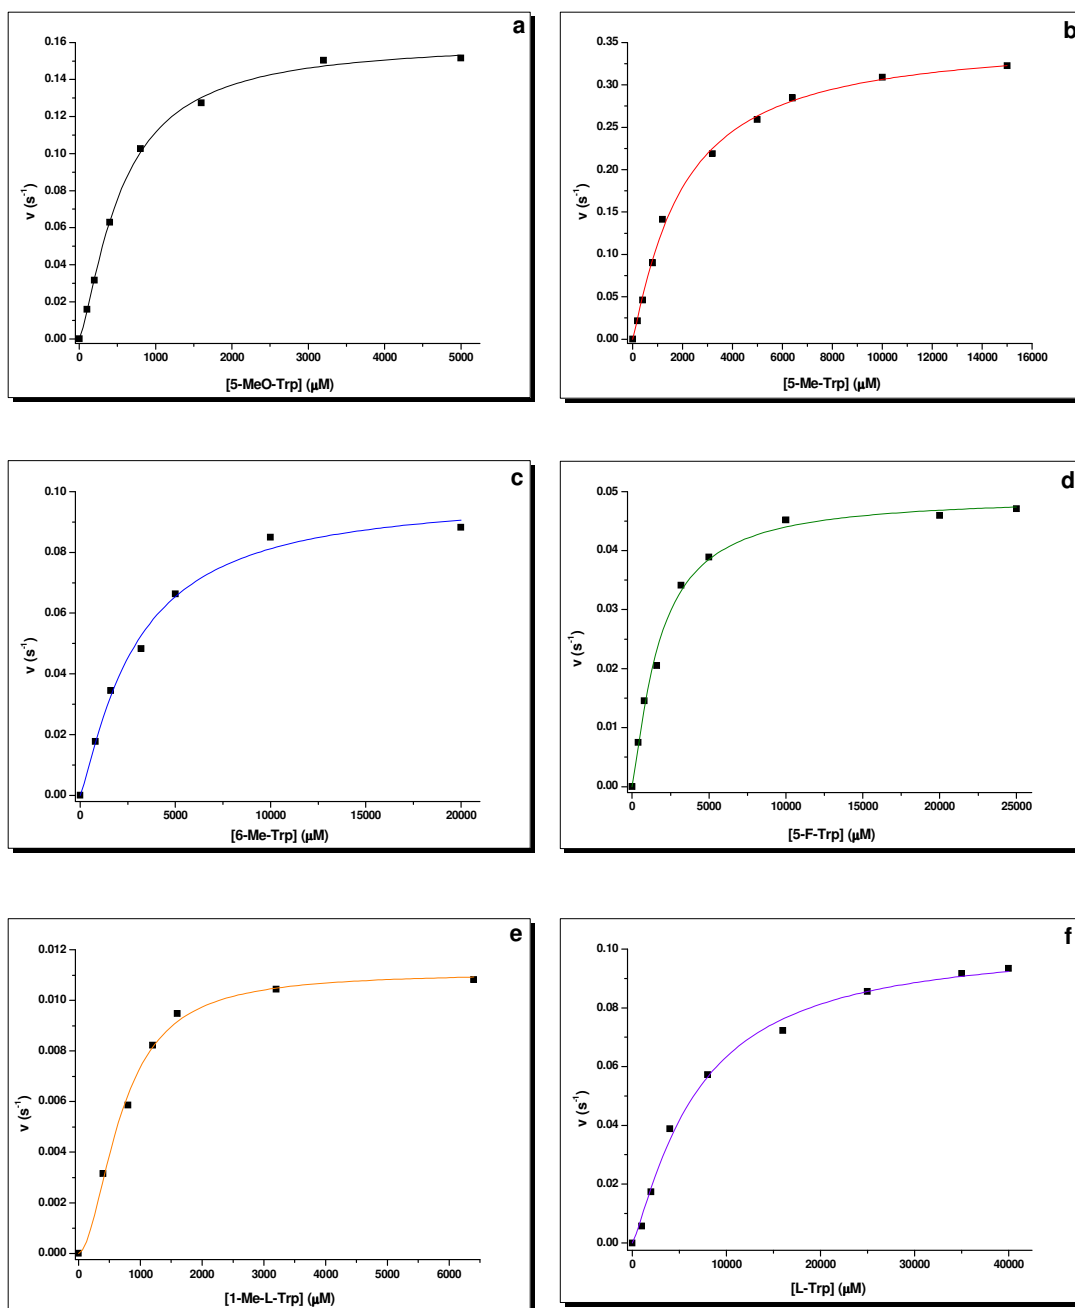 a
0.16
0.14
0.12
0.10
0.08
0.06
0.04
0.02
0.00
v (s-1)
0 1000 2000 3000 4000 5000
[5-MeO-Trp] (µM)
b
0.35
0.30
0.25
0.20
0.15
0.10
0.05
0.00
v (s-1)
0 2000 4000 6000 8000 10000 12000 14000 16000
[5-Me-Trp] (µM)
c
0.10
0.08
0.06
0.04
0.02
0.00
v (s-1)
0 5000 10000 15000 20000
[6-Me-Trp] (µM)
d
0.05
0.04
0.03
0.02
0.01
0.00
v (s-1)
0 5000 10000 15000 20000 25000
[5-F-Trp] (µM)
e
0.012
0.010
0.008
0.006
0.004
0.002
0.000
v (s-1)
0 1000 2000 3000 4000 5000 6000
[1-Me-L-Trp] (µM)
f
0.10
0.08
0.06
0.04
0.02
0.00
v (s-1)
0 10000 20000 30000 40000
[L-Trp] (µM)